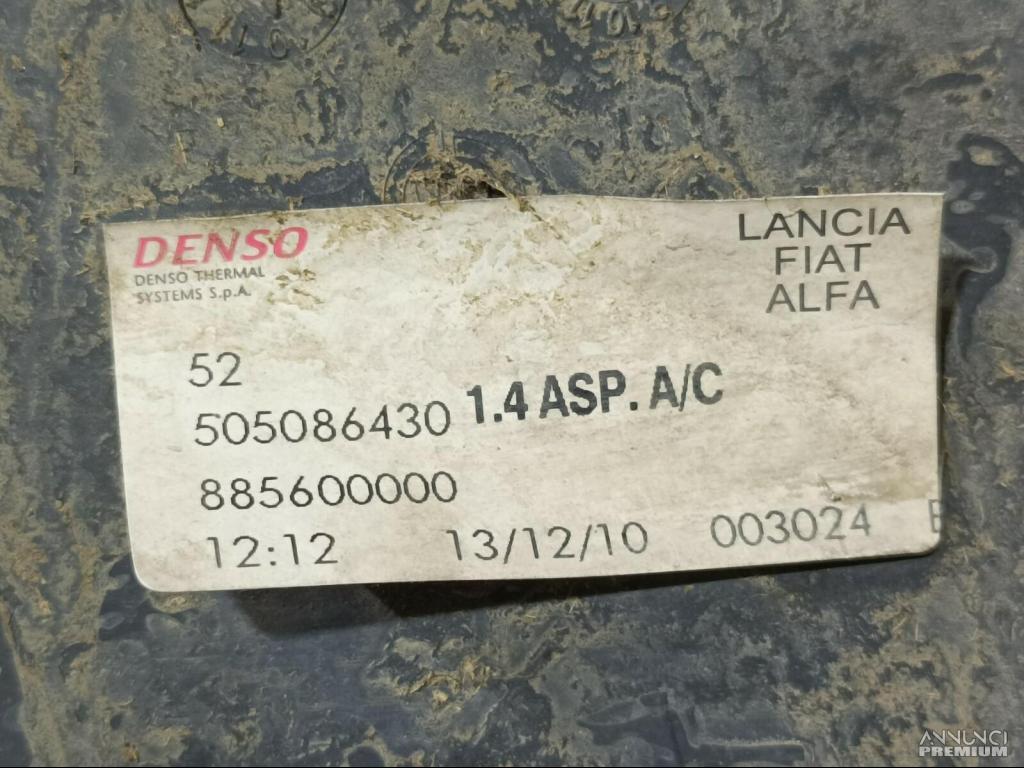 DENSO
DENSO THERMAL
SYSTEMS S.p.A.
LANCIA
FIAT
ALFA
52
505086430 1.4 ASP. A/C
885600000
12:12 13/12/10 003024
ANNUNCI
PREMIUM